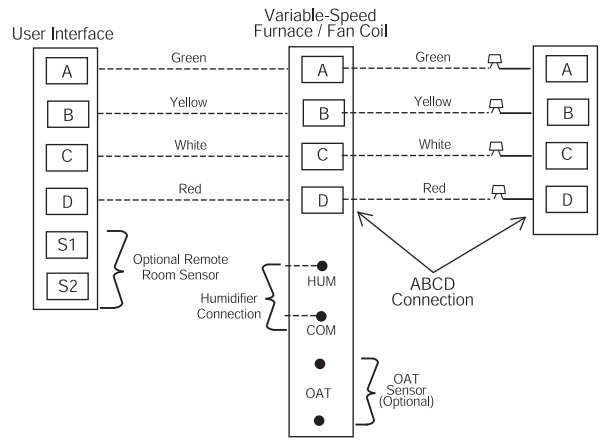 User Interface
Variable-Speed
Furnace / Fan Coil
A
Green
A
Green
A
B
Yellow
B
Yellow
B
C
White
C
White
C
D
Red
D
Red
D
S1
S2
Optional Remote
Room Sensor
HUM
Humidifier
Connection
COM
ABCD
Connection
OAT
OAT
Sensor
(Optional)